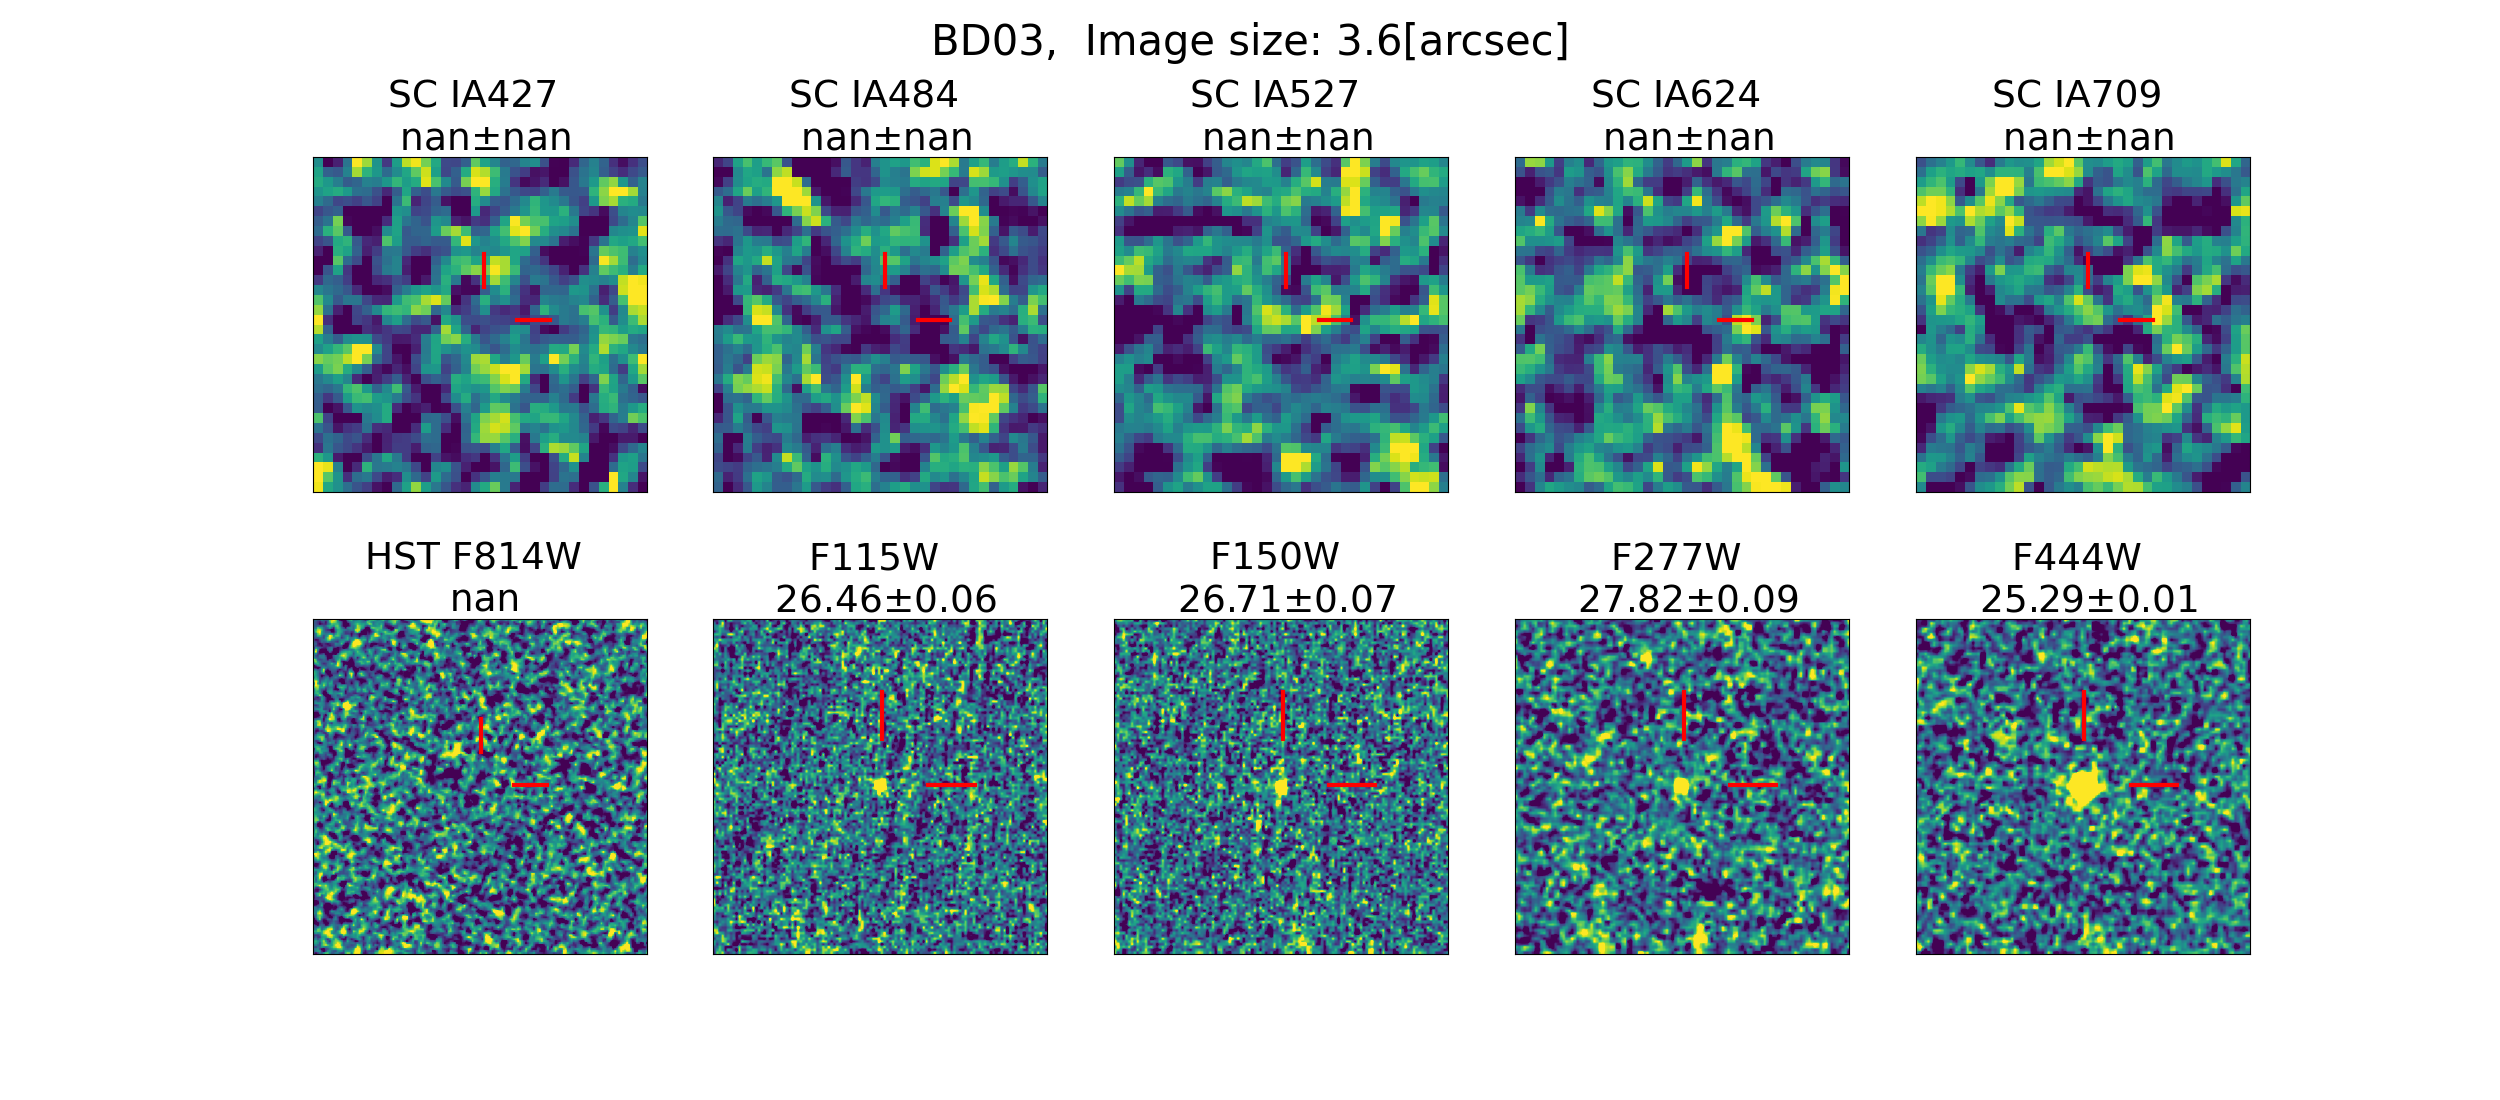 BD03,  Image size: 3.6[arcsec]
SC IA427
nan±nan
SC IA484
nan±nan
SC IA527
nan±nan
SC IA624
nan±nan
SC IA709
nan±nan
HST F814W
nan
F115W
26.46±0.06
F150W
26.71±0.07
F277W
27.82±0.09
F444W
25.29±0.01